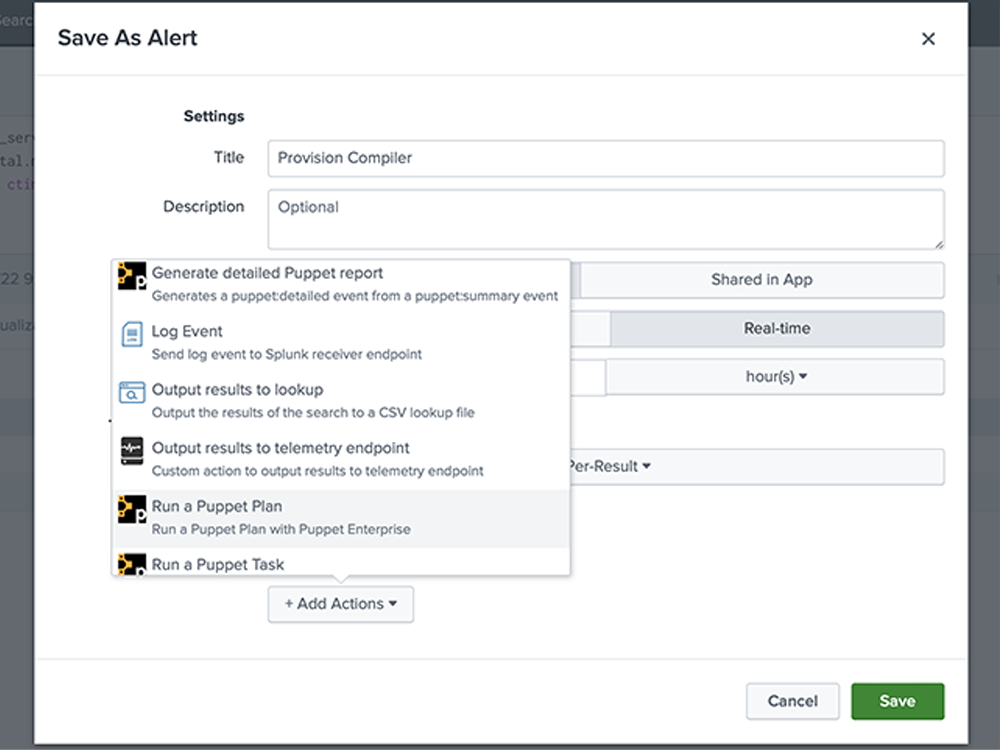 Save As Alert
Settings
Title
Provision Compiler
Description
Optional
Generate detailed Puppet report
Generates a puppet:detailed event from a puppet:summary event
Shared in App
Log Event
Send log event to Splunk receiver endpoint
Real-time
Output results to lookup
Output the results of the search to a CSV lookup file
hour(s)
Output results to telemetry endpoint
Custom action to output results to telemetry endpoint
Per-Result
Run a Puppet Plan
Run a Puppet Plan with Puppet Enterprise
Run a Puppet Task
+ Add Actions
Cancel
Save